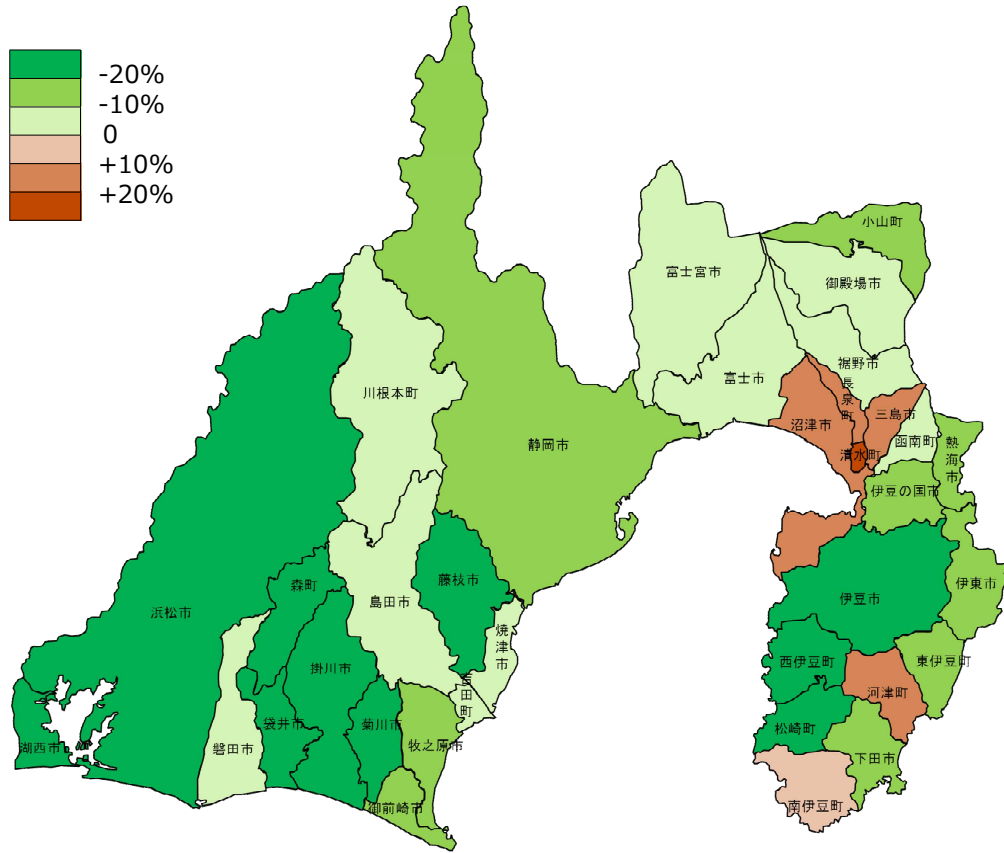 -20%
-10%
0
+10%
+20%
小山町
富士宮市
御殿場市
裾野市
富士市
長泉町
川根本町
沼津市
三島市
函南町
静岡市
清水町
熱海市
伊豆の国市
藤枝市
森町
伊東市
浜松市
島田市
伊豆市
焼津市
掛川市
西伊豆町
東伊豆町
吉田町
河津町
袋井市
菊川市
松崎町
湖西市
磐田市
牧之原市
下田市
御前崎市
南伊豆町